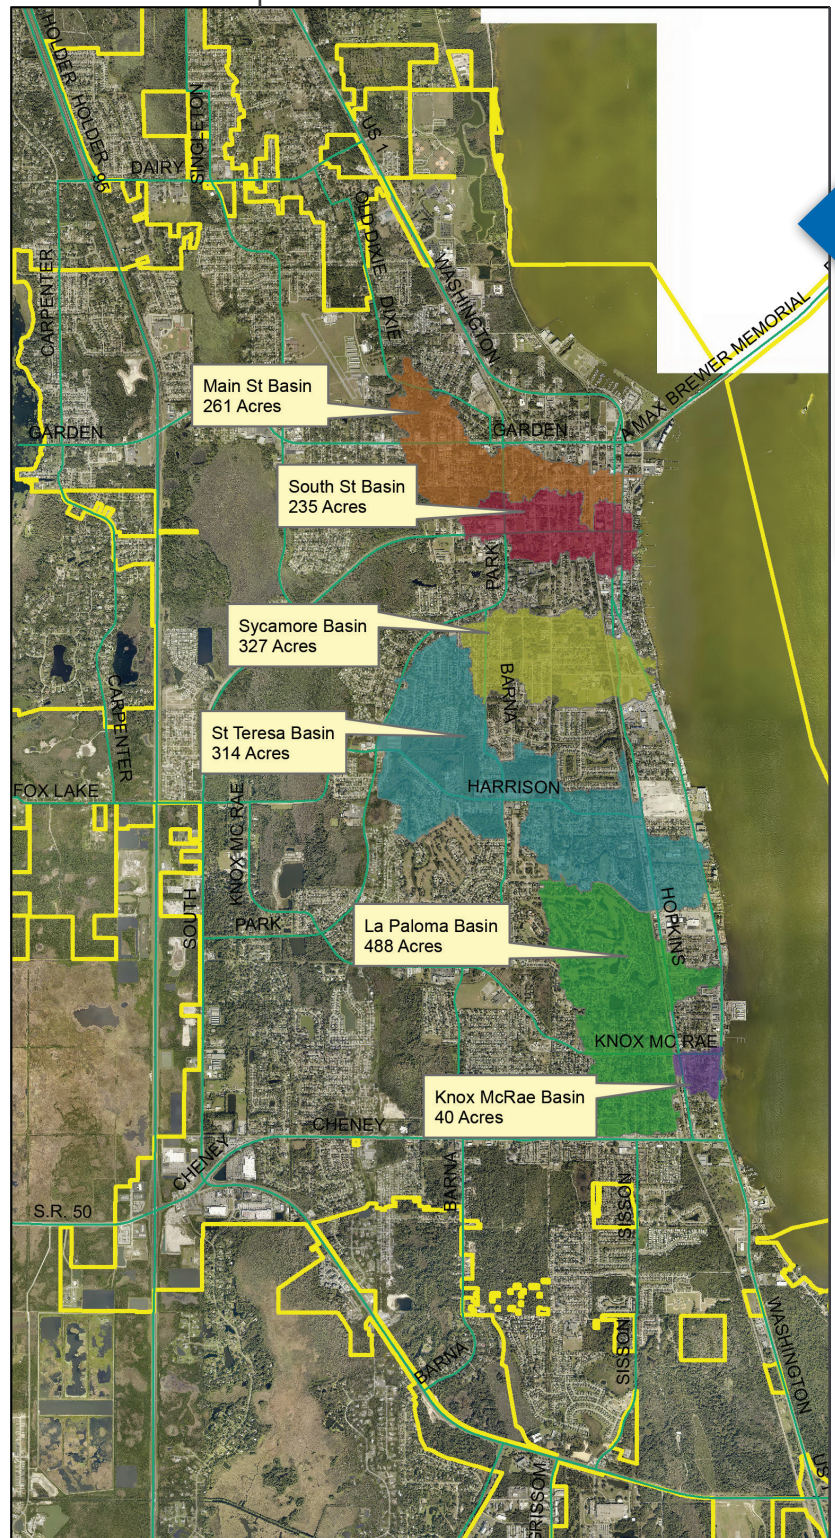 HOLDER
HOLDER
95
SINGLETON
DAIRY
US 1
OLD DIXIE
DIXIE
WASHINGTON
CARPENTER
A MAX BREWER MEMORIAL
Main St Basin
261 Acres
GARDEN
GARDEN
South St Basin
235 Acres
PARK
Sycamore Basin
327 Acres
BARNA
CARPENTER
St Teresa Basin
314 Acres
FOX LAKE
HARRISON
KNOX MC RAE
SOUTH
PARK
HOPKINS
La Paloma Basin
488 Acres
KNOX MC RAE
Knox McRae Basin
40 Acres
CHENEY
CHENEY
BARNA
SISSON
S.R. 50
WASHINGTON
SISSON
BARNA
US